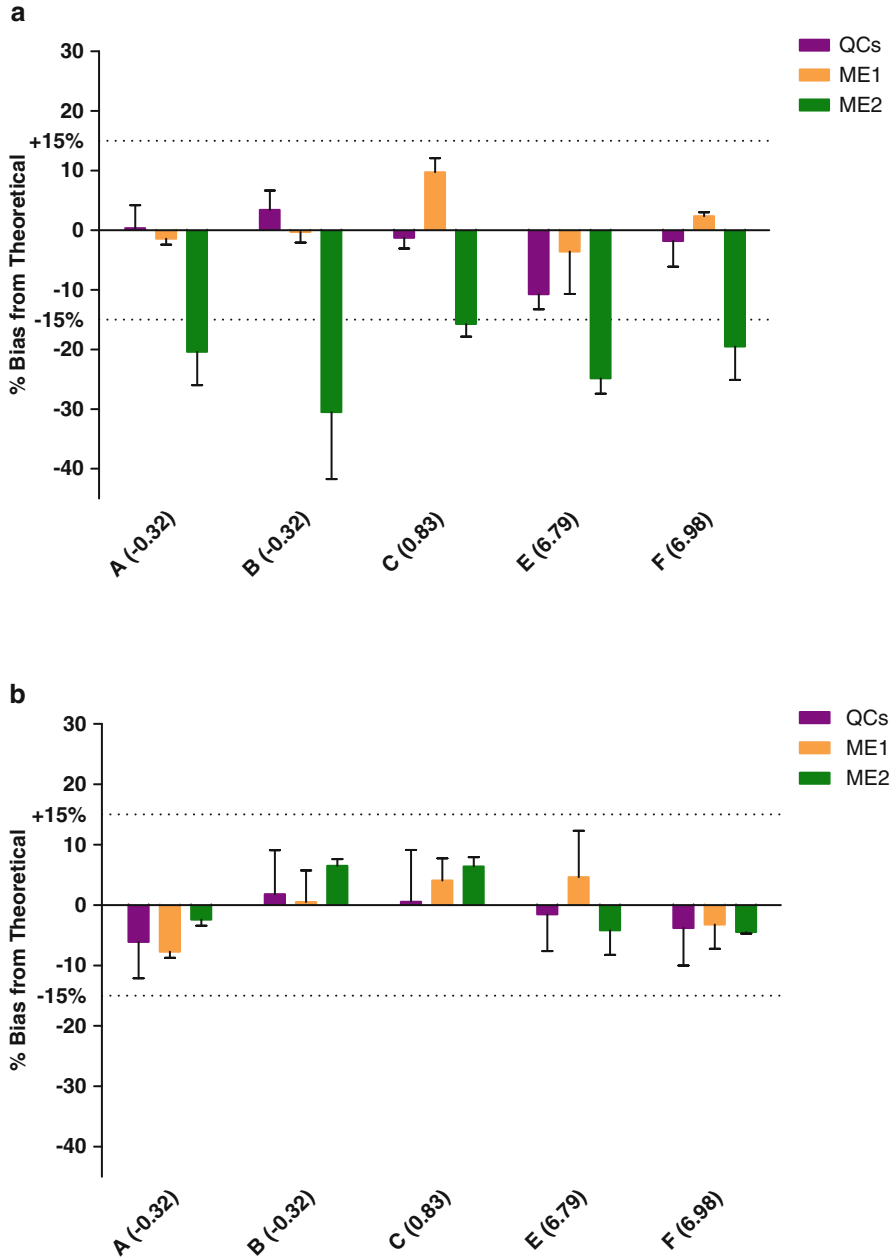 a
QCs
ME1
ME2
% Bias from Theoretical
30
20
+15%
10
0
-10
-15%
-20
-30
-40
A (-0.32)
B (-0.32)
C (0.83)
E (6.79)
F (6.98)
b
QCs
ME1
ME2
% Bias from Theoretical
30
20
+15%
10
0
-10
-15%
-20
-30
-40
A (-0.32)
B (-0.32)
C (0.83)
E (6.79)
F (6.98)